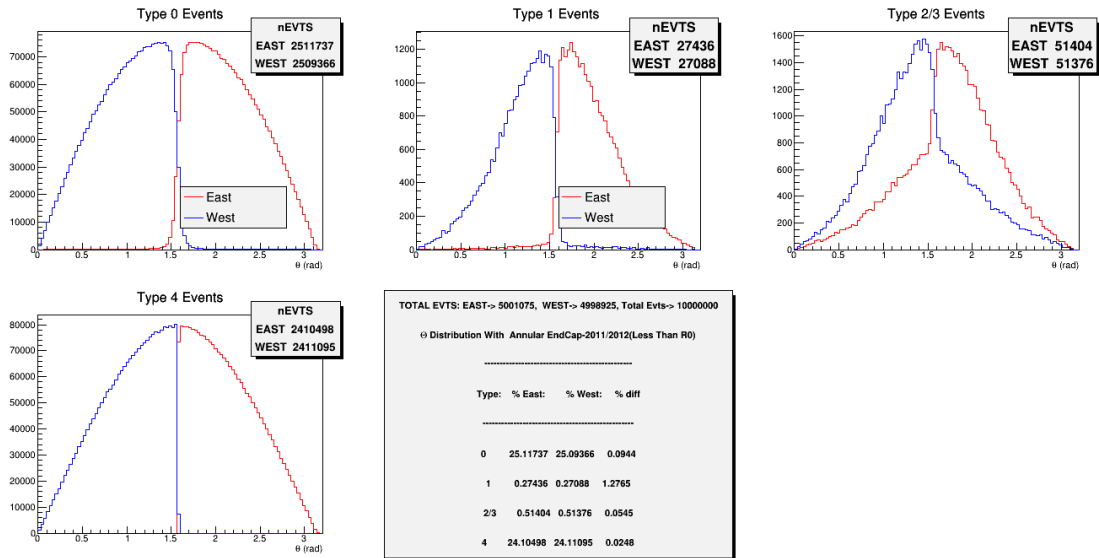 Type 0 Events
nEVTS
EAST 2511737
WEST 2509366
70000
60000
50000
40000
30000
20000
10000
0
East
West
0 0.5 1 1.5 2 2.5 3
θ (rad)
Type 1 Events
nEVTS
EAST 27436
WEST 27088
1200
1000
800
600
400
200
0
East
West
0 0.5 1 1.5 2 2.5 3
θ (rad)
Type 2/3 Events
nEVTS
EAST 51404
WEST 51376
1600
1400
1200
1000
800
600
400
200
0
0 0.5 1 1.5 2 2.5 3
θ (rad)
Type 4 Events
nEVTS
EAST 2410498
WEST 2411095
80000
70000
60000
50000
40000
30000
20000
10000
0
0 0.5 1 1.5 2 2.5 3
θ (rad)
TOTAL EVTS: EAST-> 5001075, WEST-> 4998925, Total Evts-> 10000000
Θ Distribution With Annular EndCap-2011/2012(Less Than R0)
------------------------------------------------
Type: % East: % West: % diff
------------------------------------------------
0 25.11737 25.09366 0.0944
1 0.27436 0.27088 1.2765
2/3 0.51404 0.51376 0.0545
4 24.10498 24.11095 0.0248